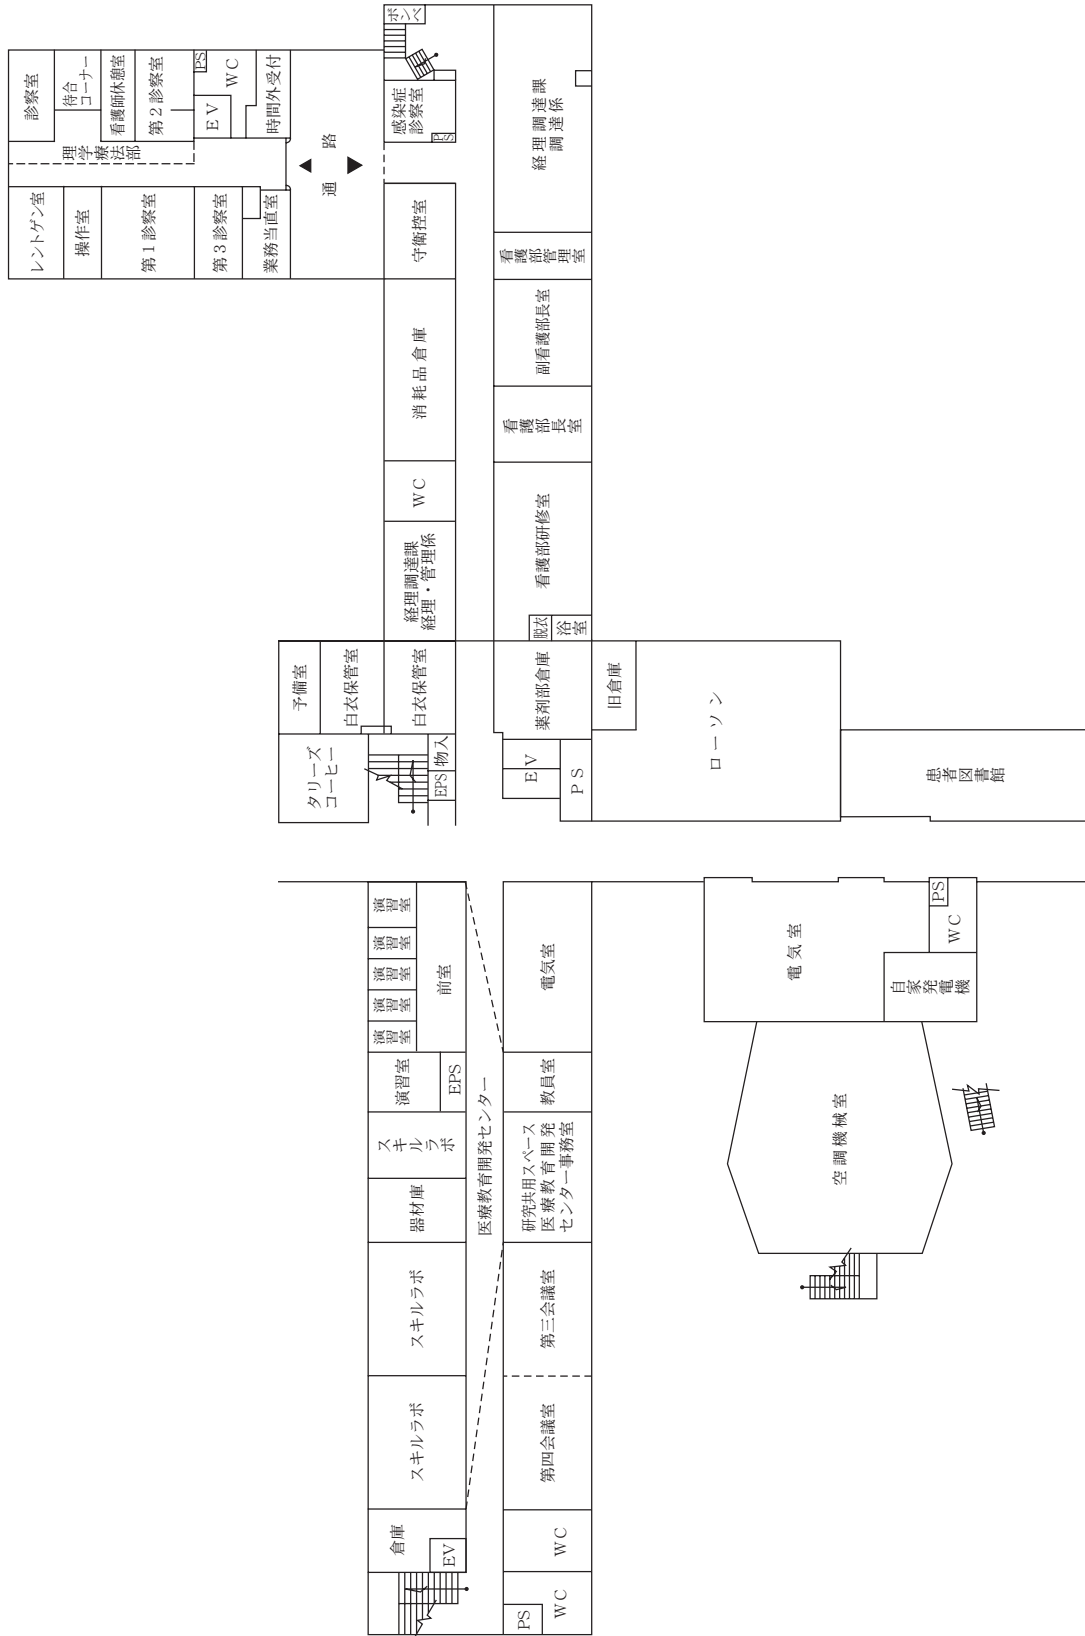 ボンベ
診察室
待合
コーナー
看護師休憩室
第2診察室
PS
WC
EV
時間外受付
理学療法部
通路
感染症
診察室
PS
経理調達課
調達係
レントゲン室
操作室
第1診察室
第3診察室
業務当直室
守衛控室
看護部管理室
消耗品倉庫
副看護部長室
看護部長室
WC
看護部研修室
経理調達課
経理・管理係
脱衣
浴室
予備室
白衣保管室
白衣保管室
薬剤部倉庫
旧倉庫
タリーズ
コーヒー
物入
EPS
EV
PS
ローソン
患者図書館
演習室
演習室
演習室
演習室
演習室
前室
電気室
電気室
PS
WC
自家発電機
演習室
EPS
教員室
医療教育開発センター
スキルラボ
研究共用スペース
医療教育開発
センター事務室
器材庫
空調機械室
スキルラボ
第三会議室
スキルラボ
第四会議室
倉庫
EV
WC
PS
WC